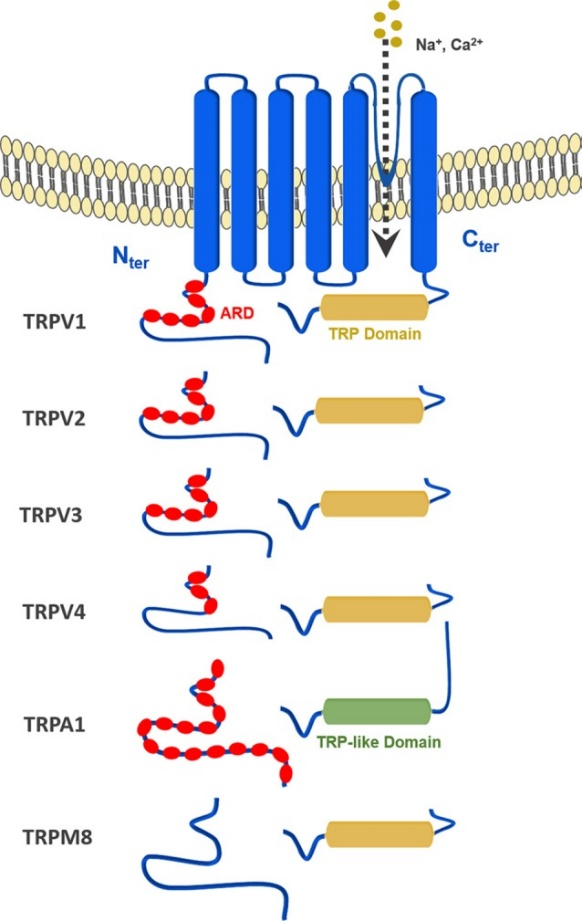 Na⁺, Ca²⁺
Nter
Cter
TRPV1
ARD
TRP Domain
TRPV2
TRPV3
TRPV4
TRPA1
TRP-like Domain
TRPM8